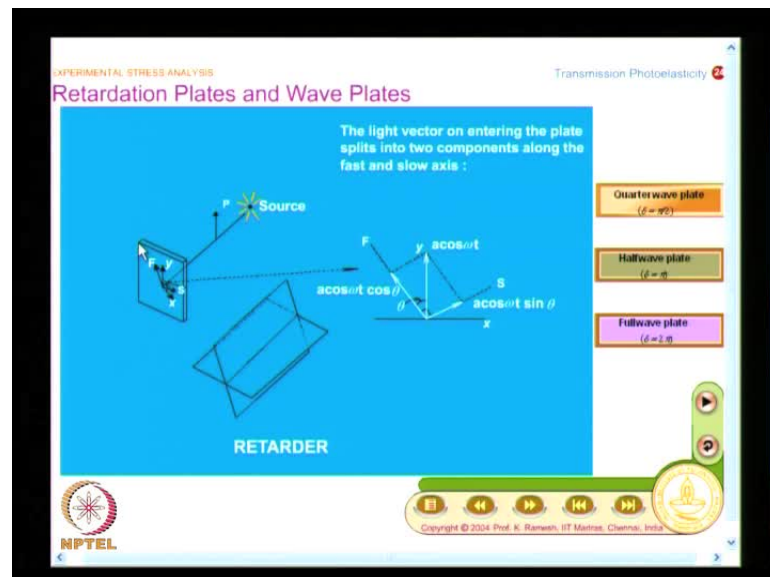 EXPERIMENTAL STRESS ANALYSIS
Transmission Photoelasticity 24
Retardation Plates and Wave Plates
The light vector on entering the plate
splits into two components along the
fast and slow axis :
P
Source
F y
S
x
F
y acosωt
S
acosωt cosθ
θ
acosωt sin θ
x
RETARDER
Quarterwave plate
(δ = π/2)
Halfwave plate
(δ = π)
Fullwave plate
(δ = 2π)
NPTEL
Copyright © 2004 Prof. K. Ramesh, IIT Madras, Chennai, India